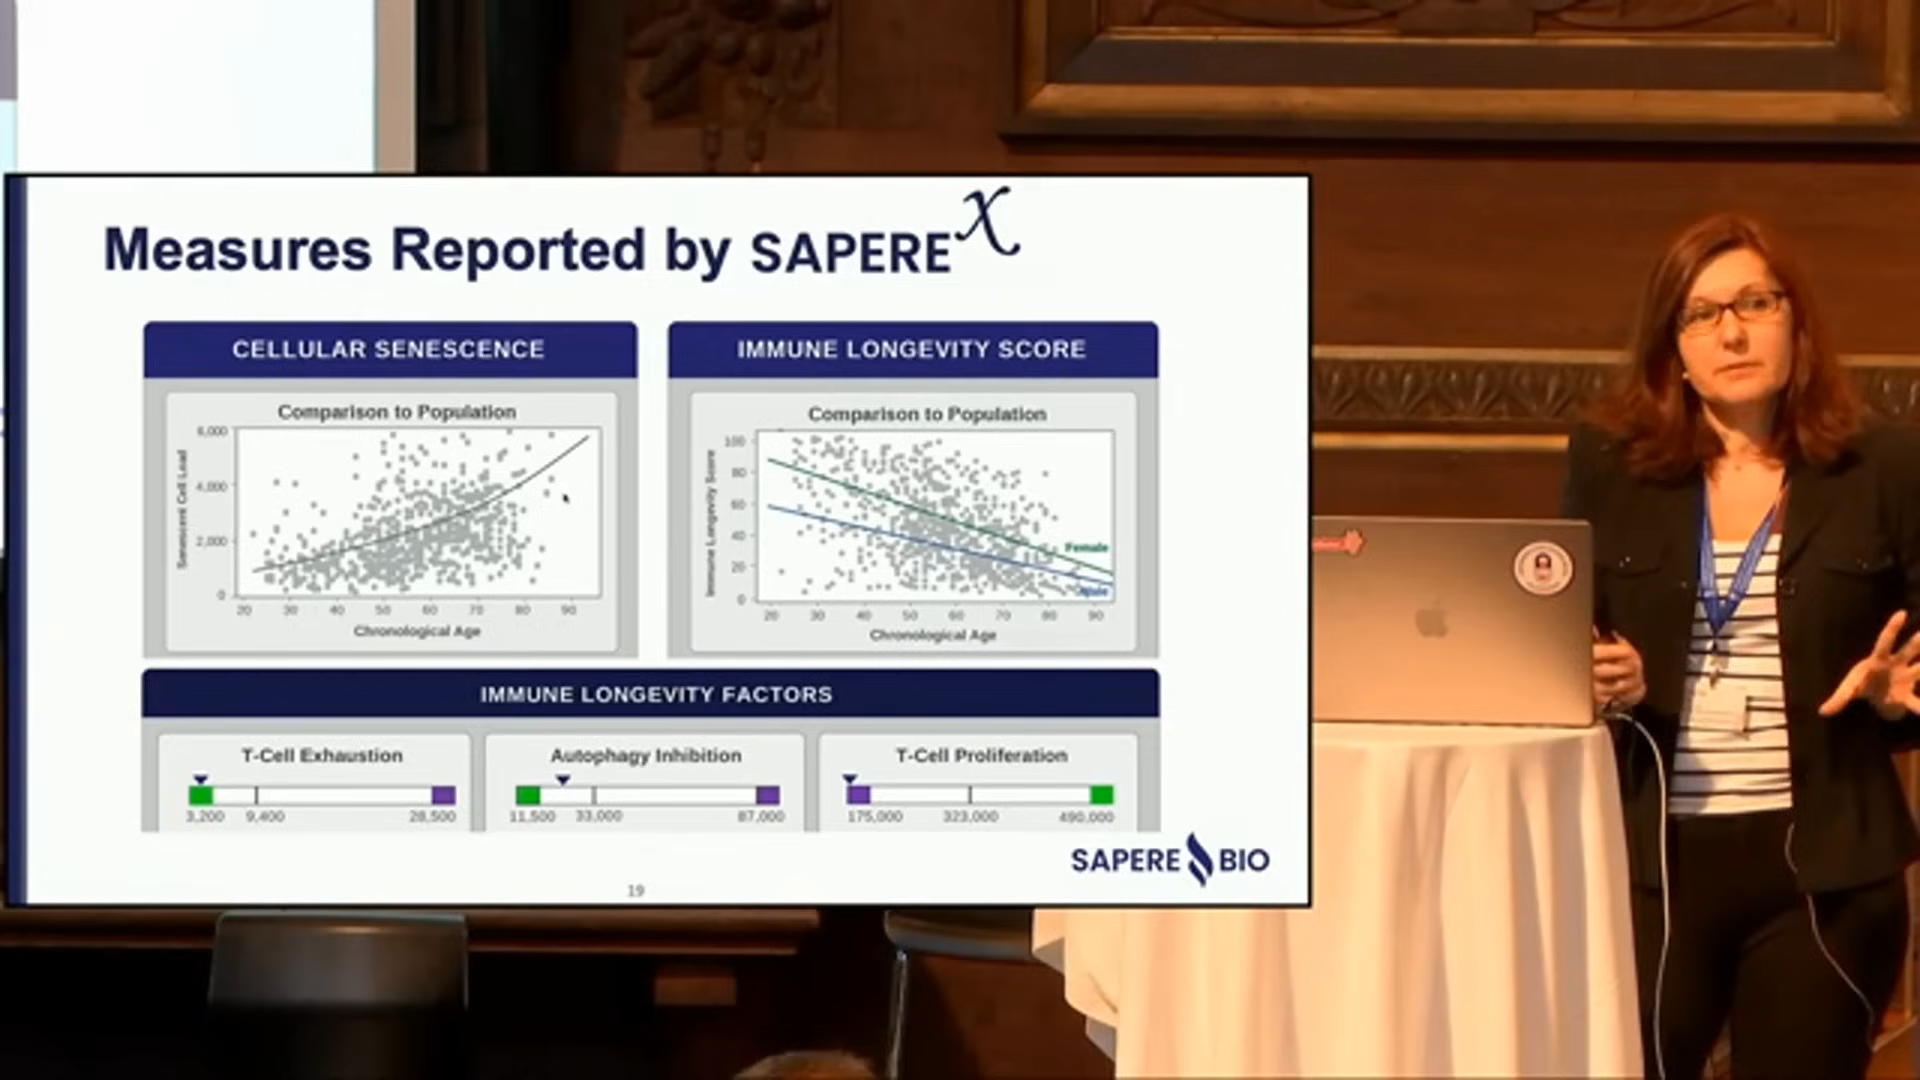 Measures Reported by SAPERE X
CELLULAR SENESCENCE
Comparison to Population
Senescent Cell Load
6,000
4,000
2,000
0
20 30 40 50 60 70 80 90
Chronological Age
IMMUNE LONGEVITY SCORE
Comparison to Population
Immune Longevity Score
100
80
60
40
20
0
Female
Male
20 30 40 50 60 70 80 90
Chronological Age
IMMUNE LONGEVITY FACTORS
T-Cell Exhaustion
3,200 9,400 28,500
Autophagy Inhibition
11,500 33,000 87,000
T-Cell Proliferation
175,000 323,000 490,000
SAPERE BIO
19